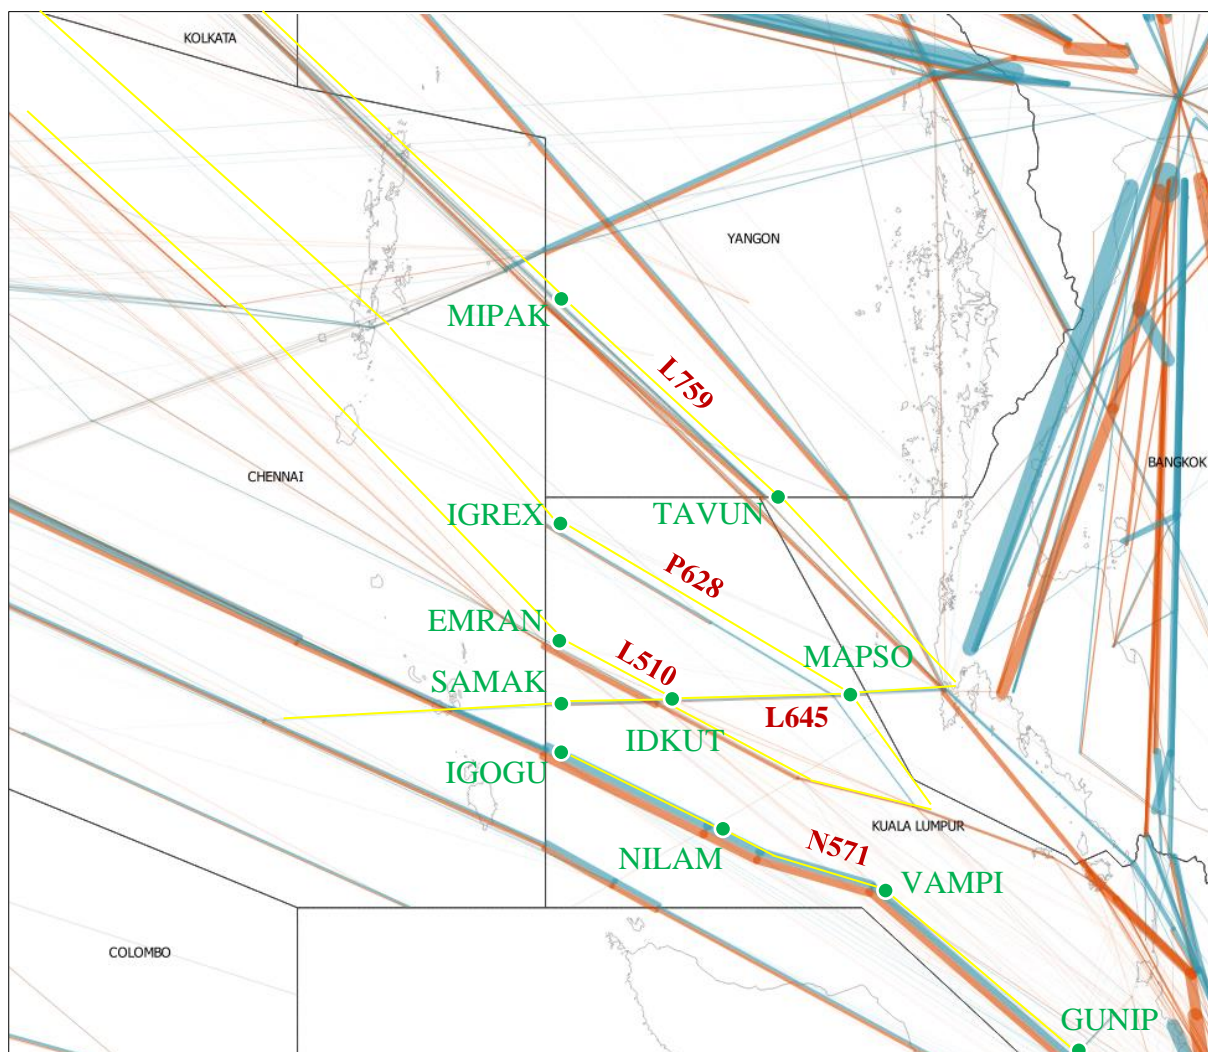 KOLKATA
YANGON
MIPAK
L759
CHENNAI
BANGKOK
IGREX
TAVUN
P628
EMRAN
L510
MAPSO
SAMAK
L645
IDKUT
IGOGU
KUALA LUMPUR
NILAM
N571
VAMPI
COLOMBO
GUNIP